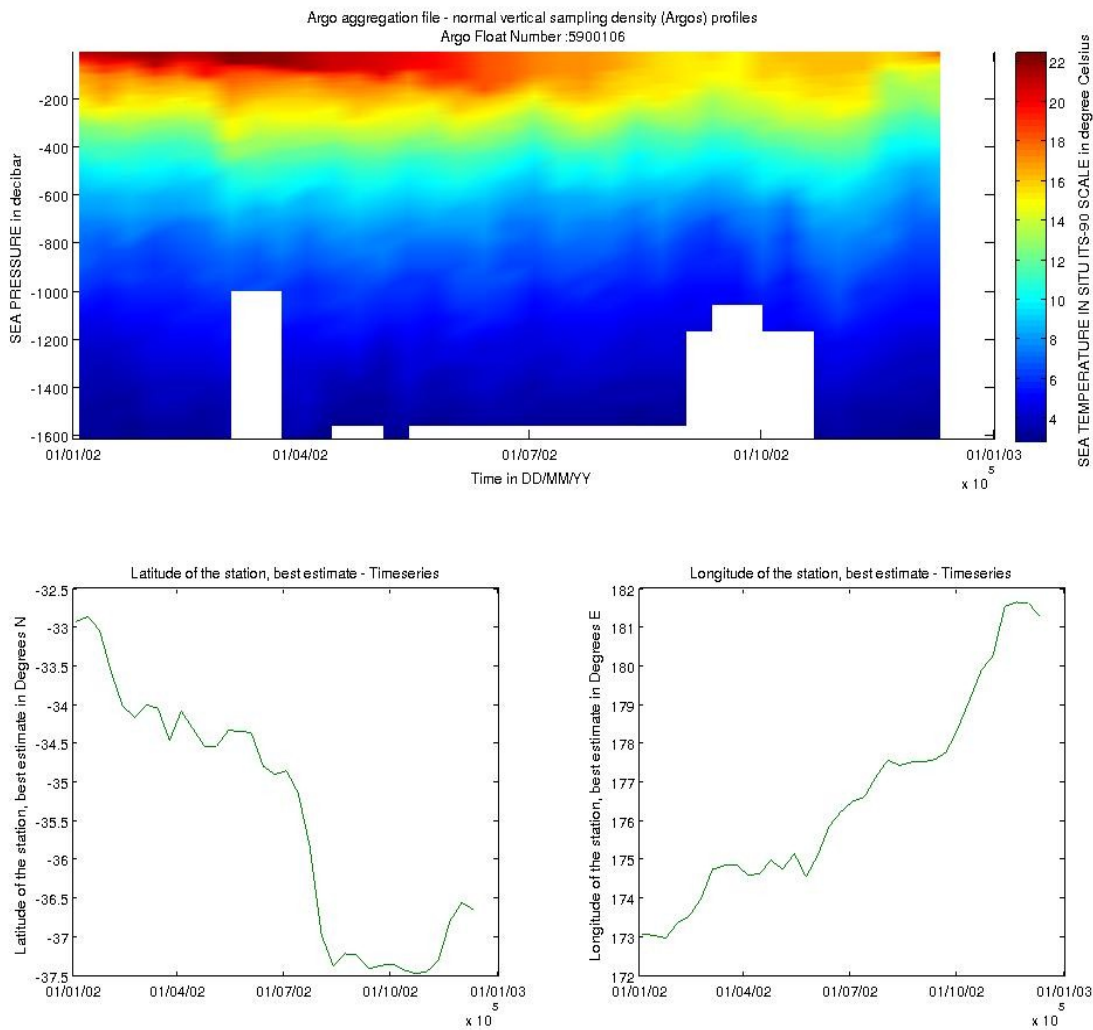 Argo aggregation file - normal vertical sampling density (Argos) profiles
Argo Float Number :5900106
SEA PRESSURE in decibar
-200
-400
-600
-800
-1000
-1200
-1400
-1600
01/01/02 01/04/02 01/07/02 01/10/02 01/01/03
x 10^5
Time in DD/MM/YY
22
20
18
16
14
12
10
8
6
4
SEA TEMPERATURE IN SITU ITS-90 SCALE in degree Celsius
Latitude of the station, best estimate - Timeseries
Latitude of the station, best estimate in Degrees N
-32.5
-33
-33.5
-34
-34.5
-35
-35.5
-36
-36.5
-37
-37.5
01/01/02 01/04/02 01/07/02 01/10/02 01/01/03
x 10^5
Longitude of the station, best estimate - Timeseries
Longitude of the station, best estimate in Degrees E
182
181
180
179
178
177
176
175
174
173
172
01/01/02 01/04/02 01/07/02 01/10/02 01/01/03
x 10^5